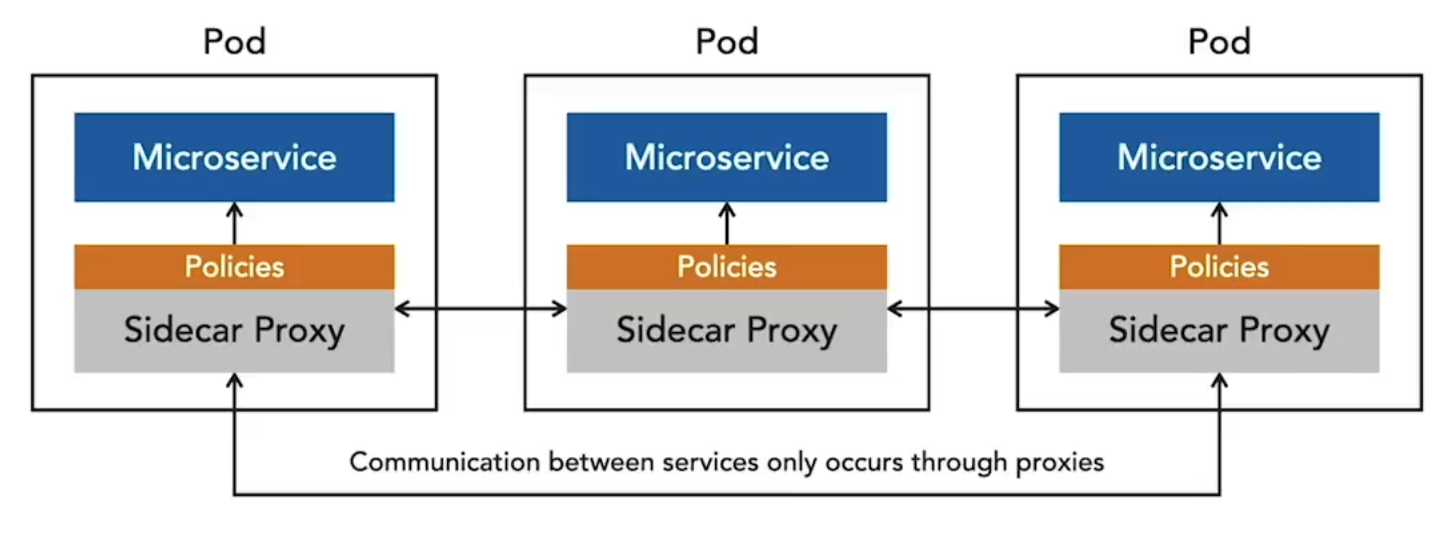 Pod
Pod
Pod
Microservice
Microservice
Microservice
Policies
Policies
Policies
Sidecar Proxy
Sidecar Proxy
Sidecar Proxy
Communication between services only occurs through proxies